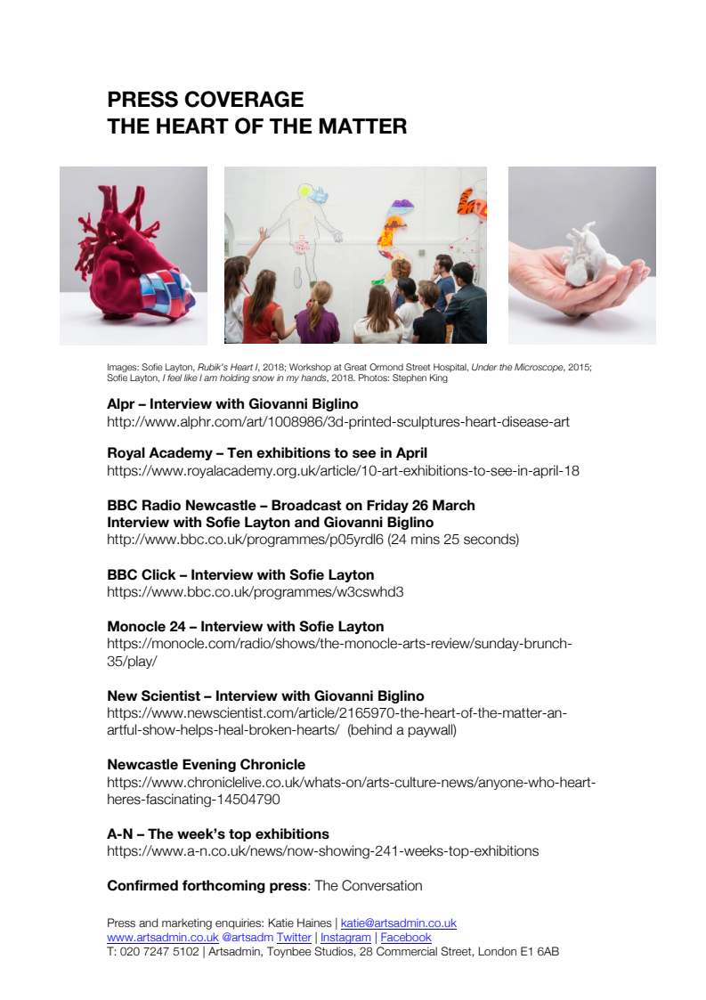 PRESS COVERAGE
THE HEART OF THE MATTER
Images: Sofie Layton, Rubik's Heart I, 2018; Workshop at Great Ormond Street Hospital, Under the Microscope, 2015;
Sofie Layton, I feel like I am holding snow in my hands, 2018. Photos: Stephen King
Alpr – Interview with Giovanni Biglino
http://www.alphr.com/art/1008986/3d-printed-sculptures-heart-disease-art
Royal Academy – Ten exhibitions to see in April
https://www.royalacademy.org.uk/article/10-art-exhibitions-to-see-in-april-18
BBC Radio Newcastle – Broadcast on Friday 26 March
Interview with Sofie Layton and Giovanni Biglino
http://www.bbc.co.uk/programmes/p05yrdl6 (24 mins 25 seconds)
BBC Click – Interview with Sofie Layton
https://www.bbc.co.uk/programmes/w3cswhd3
Monocle 24 – Interview with Sofie Layton
https://monocle.com/radio/shows/the-monocle-arts-review/sunday-brunch-
35/play/
New Scientist – Interview with Giovanni Biglino
https://www.newscientist.com/article/2165970-the-heart-of-the-matter-an-
artful-show-helps-heal-broken-hearts/ (behind a paywall)
Newcastle Evening Chronicle
https://www.chroniclelive.co.uk/whats-on/arts-culture-news/anyone-who-heart-
heres-fascinating-14504790
A-N – The week's top exhibitions
https://www.a-n.co.uk/news/now-showing-241-weeks-top-exhibitions
Confirmed forthcoming press: The Conversation
Press and marketing enquiries: Katie Haines | katie@artsadmin.co.uk
www.artsadmin.co.uk @artsadm Twitter | Instagram | Facebook
T: 020 7247 5102 | Artsadmin, Toynbee Studios, 28 Commercial Street, London E1 6AB